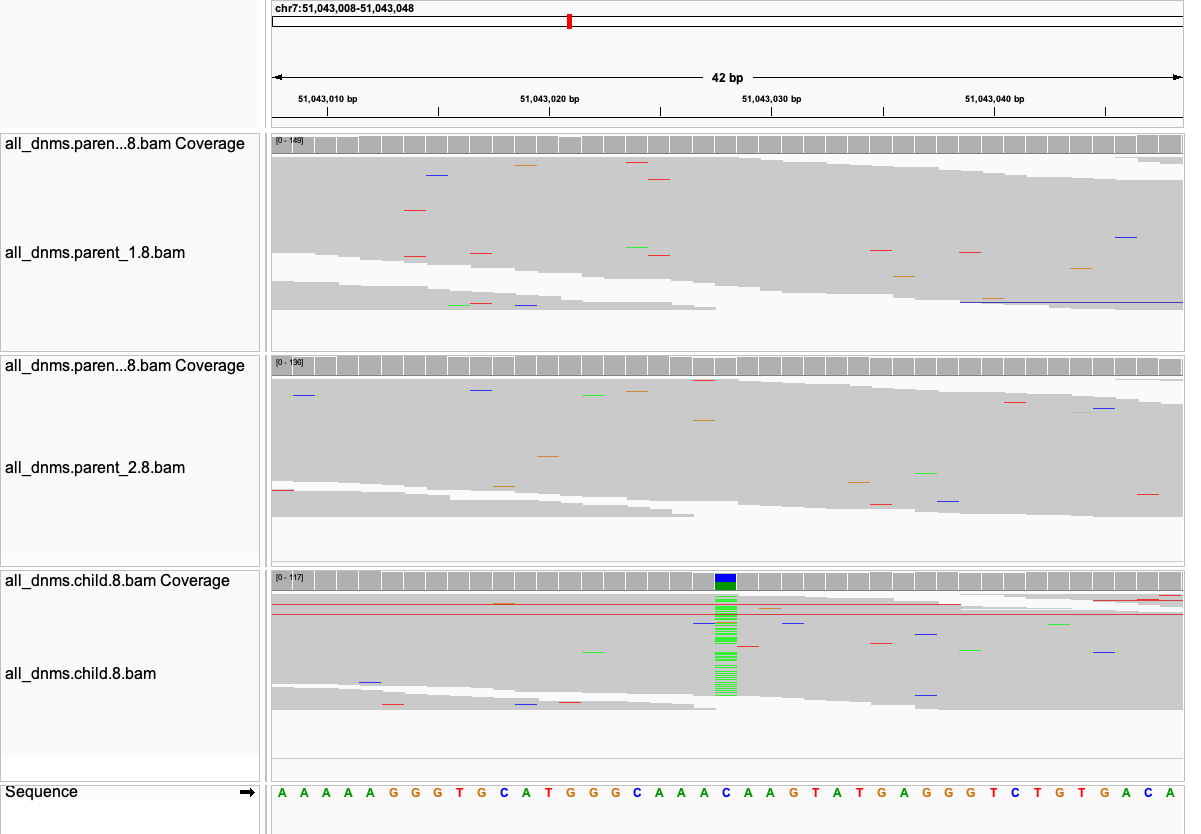 chr7:51,043,008-51,043,048
42 bp
51,043,010 bp 51,043,020 bp 51,043,030 bp 51,043,040 bp
all_dnms.paren...8.bam Coverage
[0 - 149]
all_dnms.parent_1.8.bam
all_dnms.paren...8.bam Coverage
[0 - 136]
all_dnms.parent_2.8.bam
all_dnms.child.8.bam Coverage
[0 - 117]
all_dnms.child.8.bam
Sequence
A A A A A G G G T G C A T G G G C A A A C A A G T A T G A G G G T C T G T G A C A